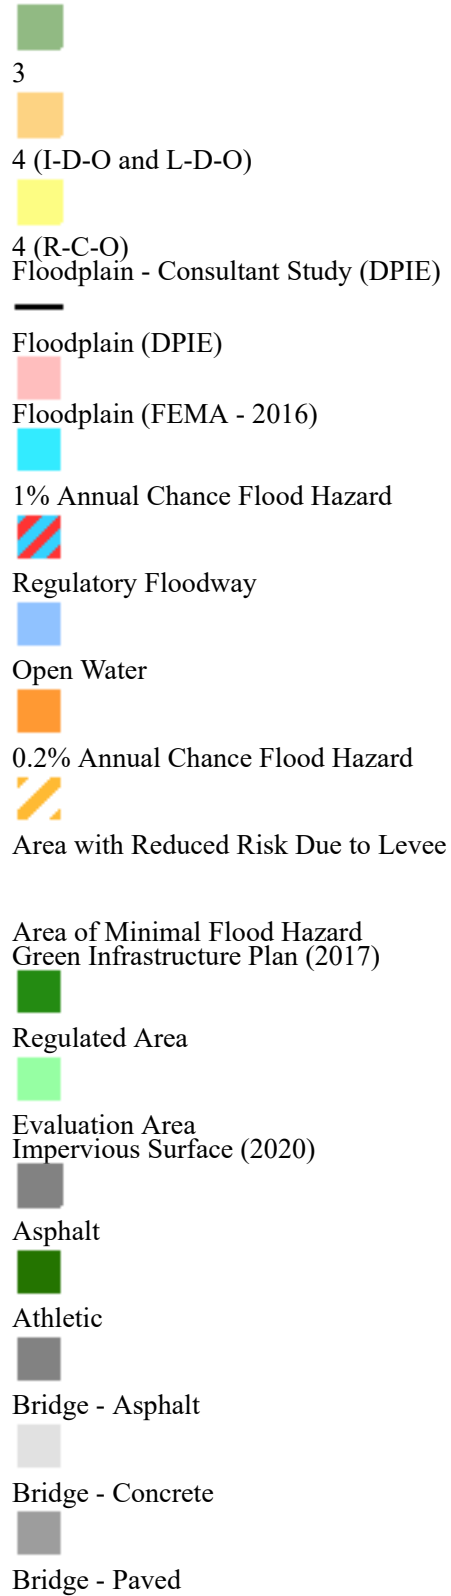 3
4 (I-D-O and L-D-O)
4 (R-C-O)
Floodplain - Consultant Study (DPIE)
Floodplain (DPIE)
Floodplain (FEMA - 2016)
1% Annual Chance Flood Hazard
Regulatory Floodway
Open Water
0.2% Annual Chance Flood Hazard
Area with Reduced Risk Due to Levee
Area of Minimal Flood Hazard
Green Infrastructure Plan (2017)
Regulated Area
Evaluation Area
Impervious Surface (2020)
Asphalt
Athletic
Bridge - Asphalt
Bridge - Concrete
Bridge - Paved